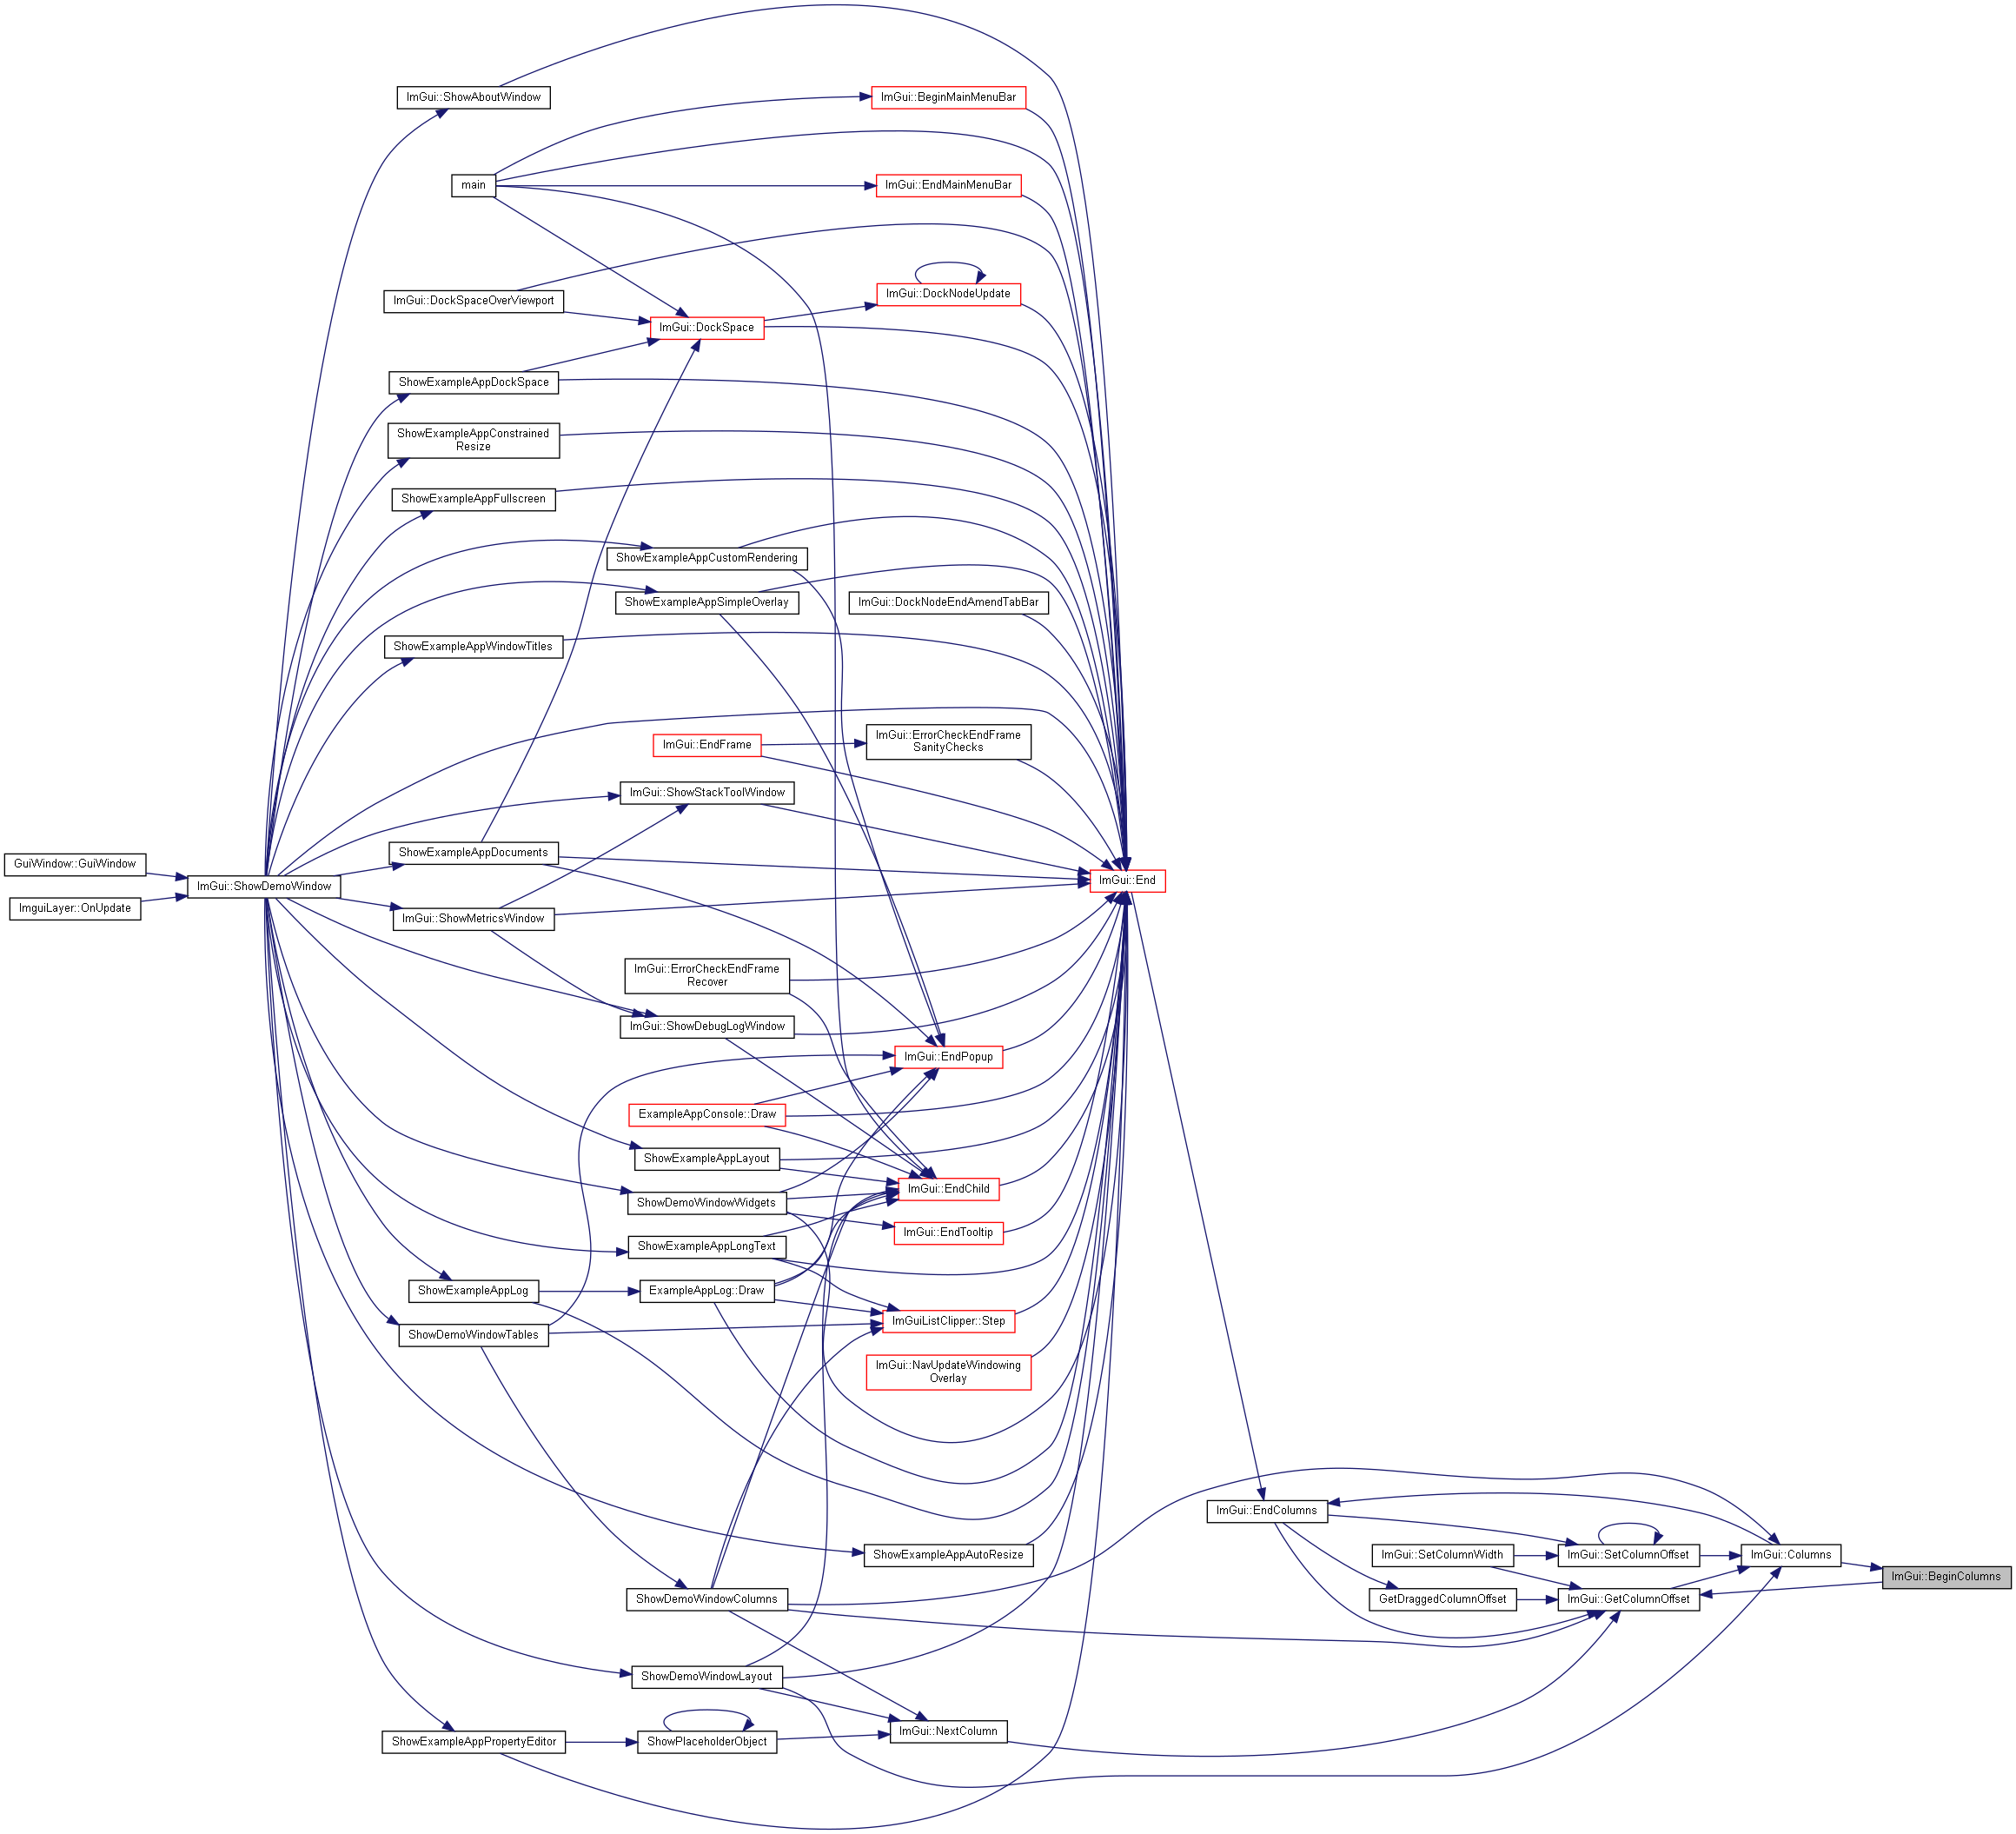 ImGui::ShowAboutWindow
ImGui::BeginMainMenuBar
main
ImGui::EndMainMenuBar
ImGui::DockSpaceOverViewport
ImGui::DockNodeUpdate
ImGui::DockSpace
ShowExampleAppDockSpace
ShowExampleAppConstrained
Resize
ShowExampleAppFullscreen
ShowExampleAppCustomRendering
ShowExampleAppSimpleOverlay
ImGui::DockNodeEndAmendTabBar
ShowExampleAppWindowTitles
ImGui::EndFrame
ImGui::ErrorCheckEndFrame
SanityChecks
ImGui::ShowStackToolWindow
ShowExampleAppDocuments
GuiWindow::GuiWindow
ImGui::ShowDemoWindow
ImGui::End
ImguiLayer::OnUpdate
ImGui::ShowMetricsWindow
ImGui::ErrorCheckEndFrame
Recover
ImGui::ShowDebugLogWindow
ImGui::EndPopup
ExampleAppConsole::Draw
ShowExampleAppLayout
ImGui::EndChild
ShowDemoWindowWidgets
ImGui::EndTooltip
ShowExampleAppLongText
ShowExampleAppLog
ExampleAppLog::Draw
ImGuiListClipper::Step
ShowDemoWindowTables
ImGui::NavUpdateWindowing
Overlay
ImGui::EndColumns
ShowExampleAppAutoResize
ImGui::SetColumnWidth
ImGui::SetColumnOffset
ImGui::Columns
ImGui::BeginColumns
ShowDemoWindowColumns
GetDraggedColumnOffset
ImGui::GetColumnOffset
ShowDemoWindowLayout
ImGui::NextColumn
ShowExampleAppPropertyEditor
ShowPlaceholderObject